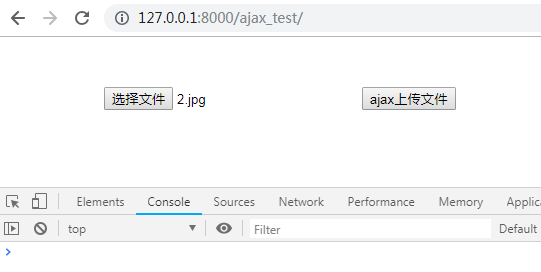 127.0.0.1:8000/ajax_test/
选择文件 2.jpg ajax上传文件
Elements Console Sources Network Performance Memory
top Filter Default